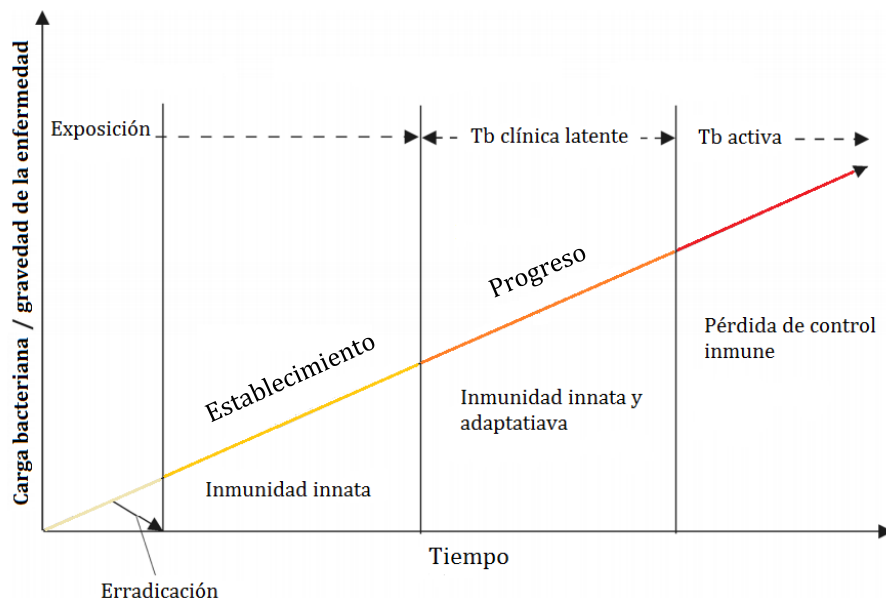 Carga bacteriana / gravedad de la enfermedad
Exposición
Tb clínica latente
Tb activa
Establecimiento
Progreso
Pérdida de control
inmune
Inmunidad innata y
adaptatiava
Inmunidad innata
Tiempo
Erradicación